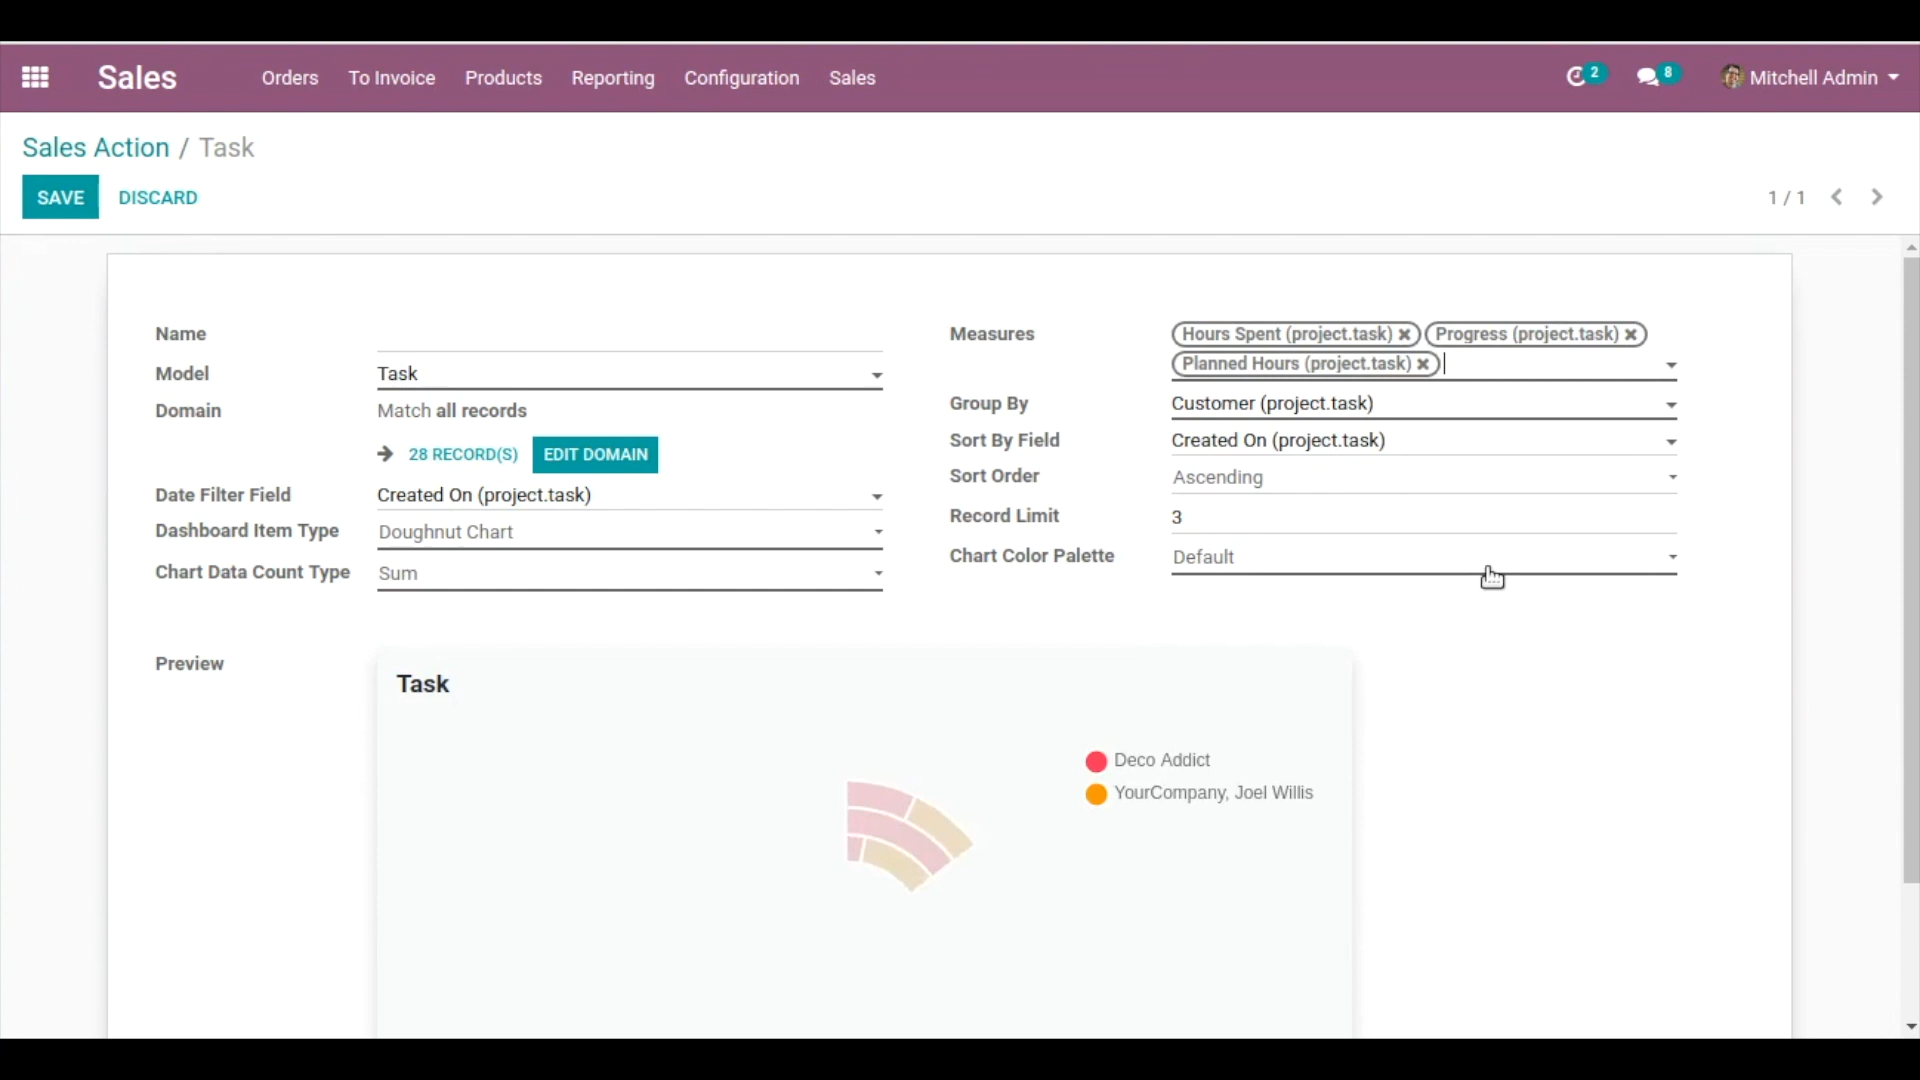 Sales Orders To Invoice Products Reporting Configuration Sales 2 8 Mitchell Admin
Sales Action / Task
SAVE DISCARD 1 / 1
Name
Model Task
Domain Match all records
28 RECORD(S) EDIT DOMAIN
Date Filter Field Created On (project.task)
Dashboard Item Type Doughnut Chart
Chart Data Count Type Sum
Measures Hours Spent (project.task) Progress (project.task)
Planned Hours (project.task)
Group By Customer (project.task)
Sort By Field Created On (project.task)
Sort Order Ascending
Record Limit 3
Chart Color Palette Default
Preview
Task
Deco Addict
YourCompany, Joel Willis